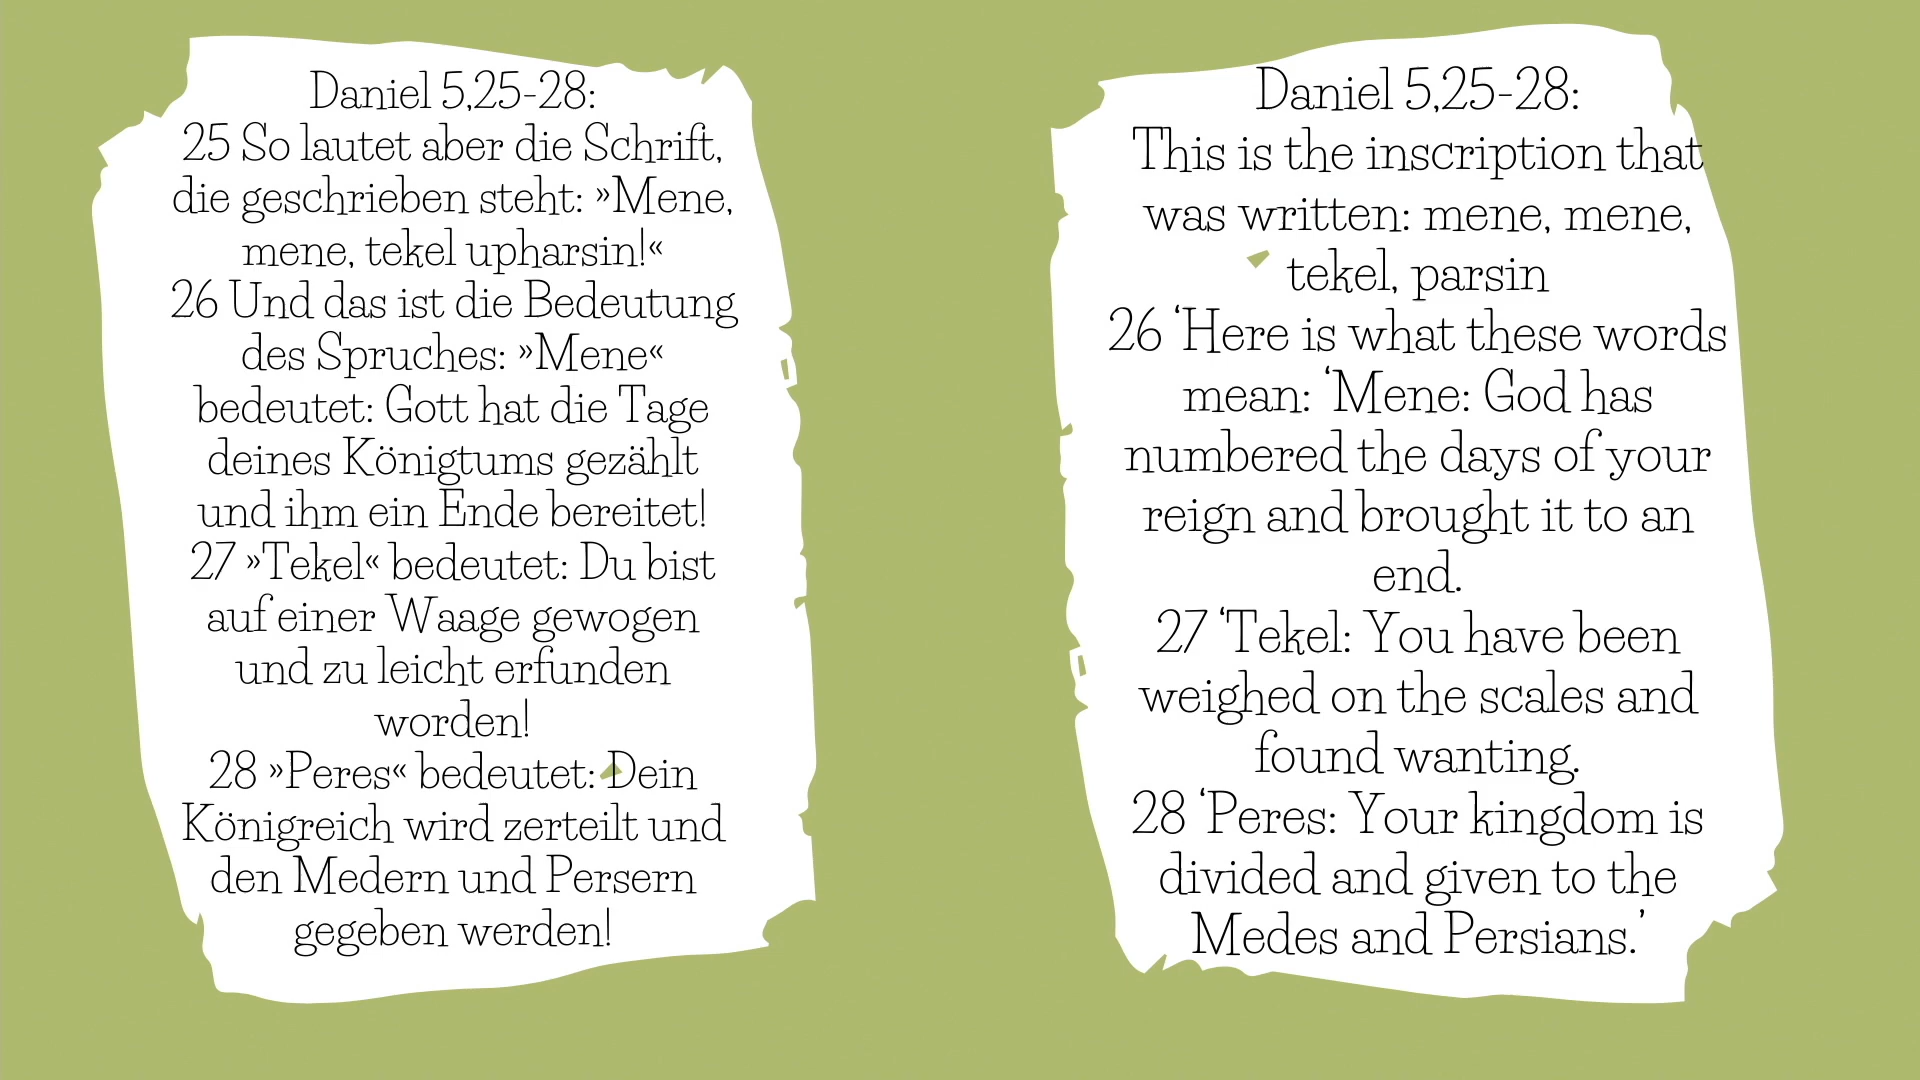 Daniel 5,25-28:
25 So lautet aber die Schrift,
die geschrieben steht: »Mene,
mene, tekel upharsin!«
26 Und das ist die Bedeutung
des Spruches: »Mene«
bedeutet: Gott hat die Tage
deines Königtums gezählt
und ihm ein Ende bereitet!
27 »Tekel« bedeutet: Du bist
auf einer Waage gewogen
und zu leicht erfunden
worden!
28 »Peres« bedeutet: Dein
Königreich wird zerteilt und
den Medern und Persern
gegeben werden!
Daniel 5,25-28:
This is the inscription that
was written: mene, mene,
tekel, parsin
26 ‘Here is what these words
mean: ‘Mene: God has
numbered the days of your
reign and brought it to an
end.
27 ‘Tekel: You have been
weighed on the scales and
found wanting.
28 ‘Peres: Your kingdom is
divided and given to the
Medes and Persians.’